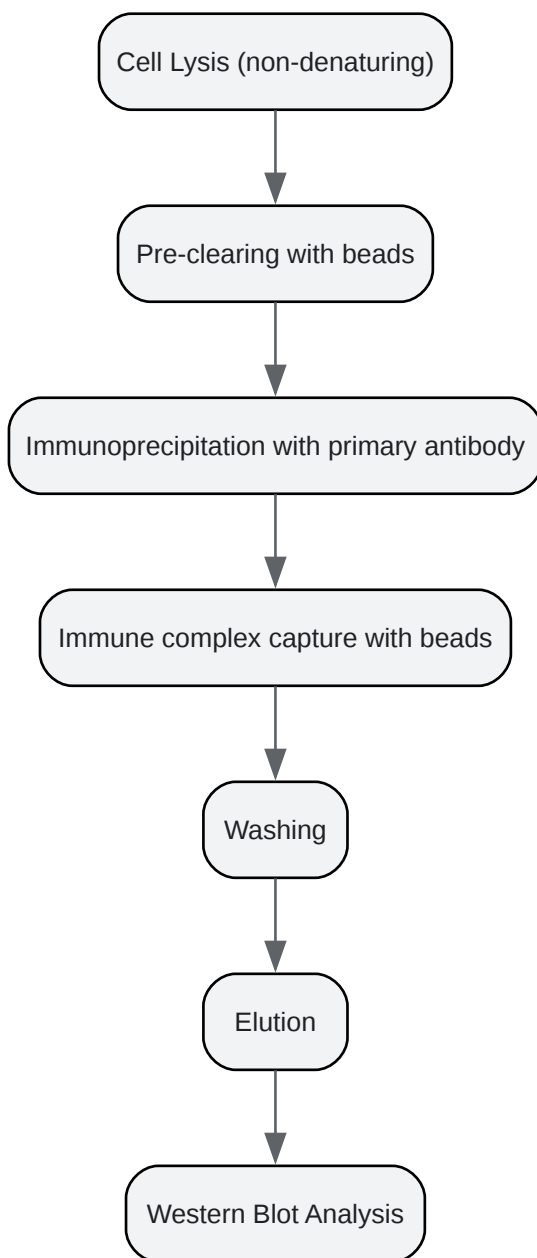 Cell Lysis (non-denaturing)
Pre-clearing with beads
Immunoprecipitation with primary antibody
Immune complex capture with beads
Washing
Elution
Western Blot Analysis